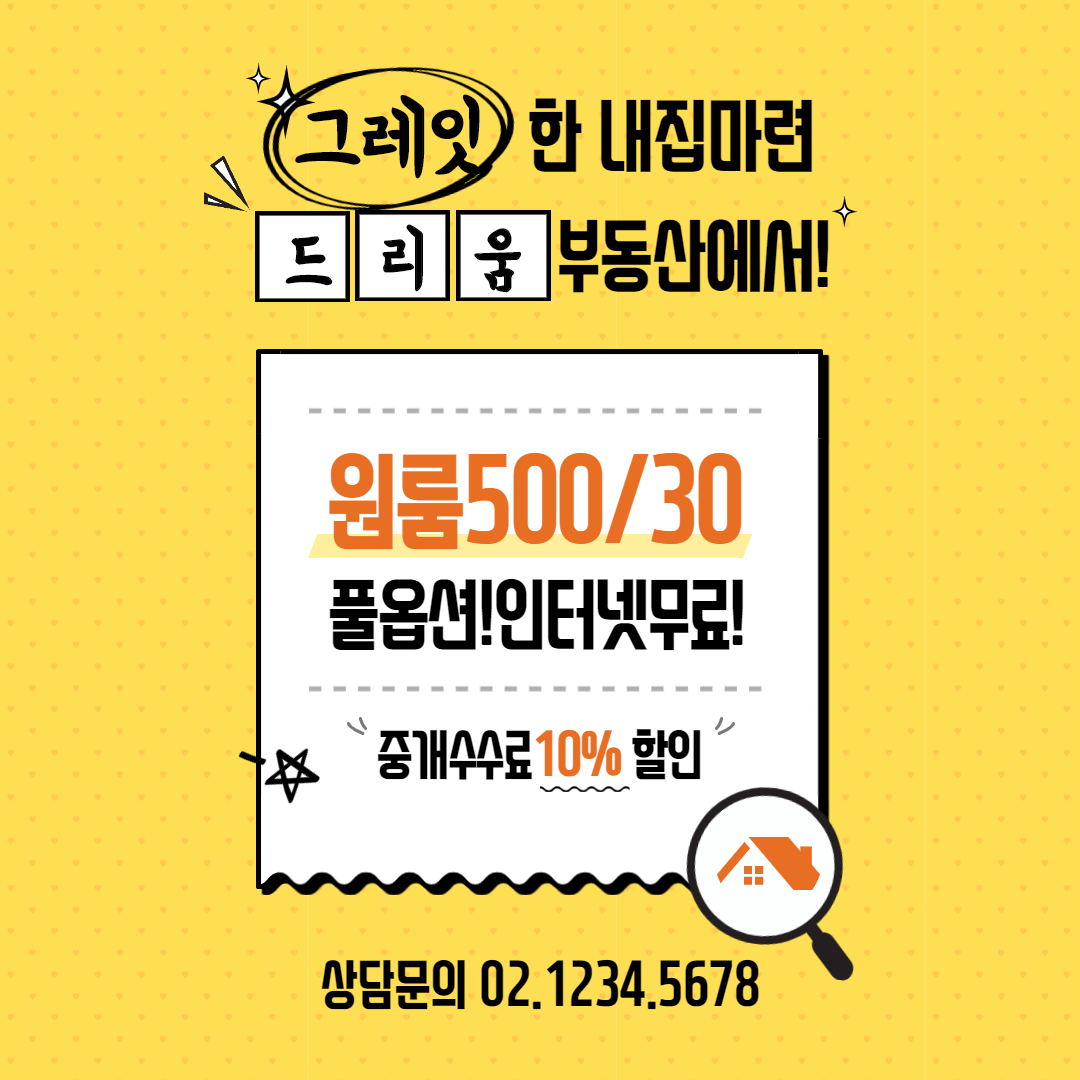 그레잇 한 내집마련
드리움 부동산에서!
원룸500/30
풀옵션!인터넷무료!
중개수수료10% 할인
상담문의 02.1234.5678